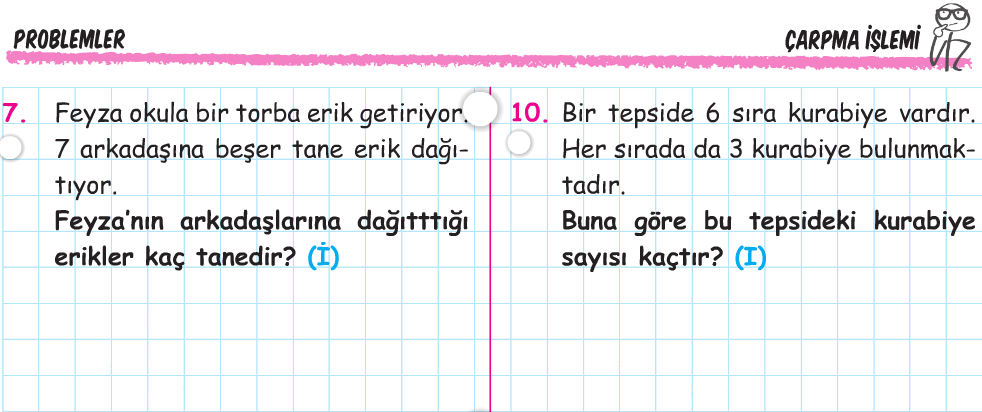 PROBLEMLER
ÇARPMA İŞLEMİ
7. Feyza okula bir torba erik getiriyor.
7 arkadaşına beşer tane erik dağı-
tıyor.
Feyza’nın arkadaşlarına dağıtttığı
erikler kaç tanedir? (İ)
10. Bir tepside 6 sıra kurabiye vardır.
Her sırada da 3 kurabiye bulunmak-
tadır.
Buna göre bu tepsideki kurabiye
sayısı kaçtır? (I)